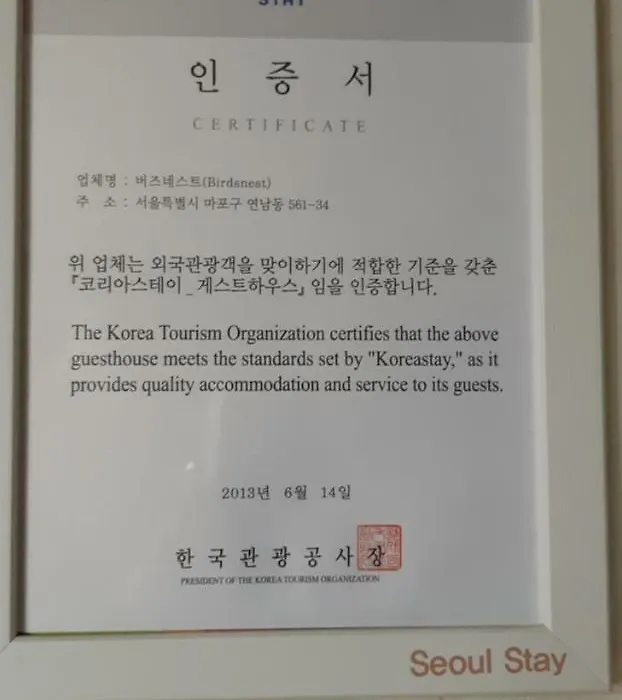 STAY
인 증 서
CERTIFICATE
업체명 : 버즈네스트(Birdsnest)
주 소 : 서울특별시 마포구 연남동 561-34
위 업체는 외국관광객을 맞이하기에 적합한 기준을 갖춘
『코리아스테이_게스트하우스』임을 인증합니다.
The Korea Tourism Organization certifies that the above
guesthouse meets the standards set by "Koreastay," as it
provides quality accommodation and service to its guests.
2013년 6월 14일
한 국 관 광 공 사 장
PRESIDENT OF THE KOREA TOURISM ORGANIZATION
Seoul Stay